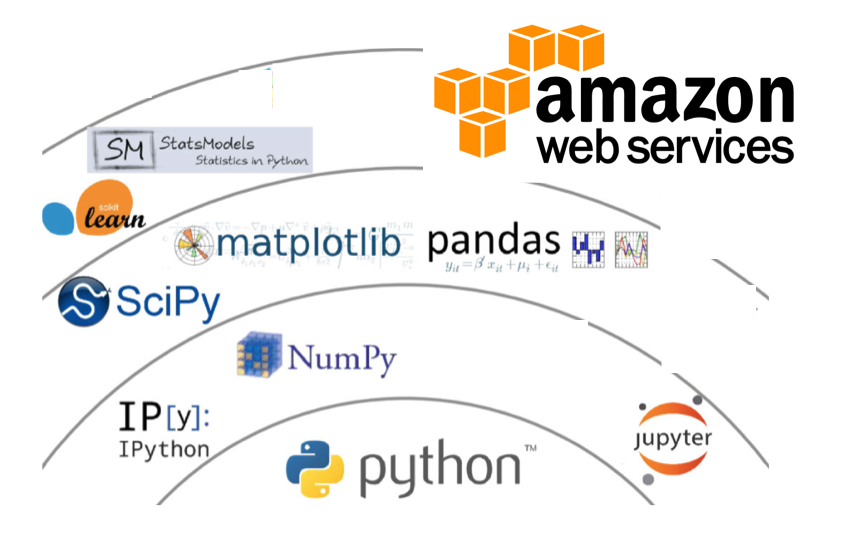 amazon
web services
SM StatsModels
Statistics in Python
scikit
learn
matplotlib
pandas
SciPy
NumPy
IP[y]:
IPython
python™
jupyter